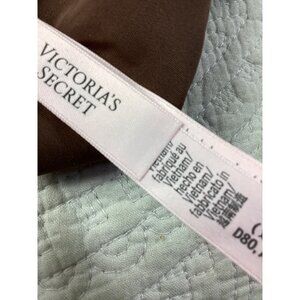 VICTORIA'S
SECRET
Vietnam/
fabriqué au
Vietnam/
hecho en
Vietnam/
fabbricato in
Vietnam/
D80.